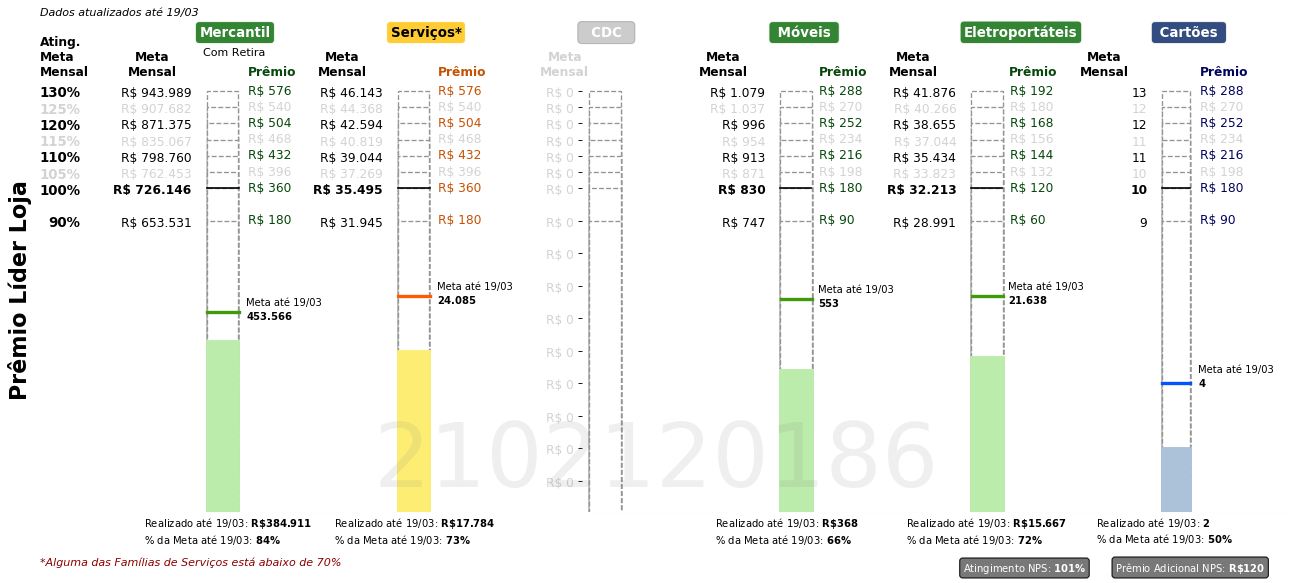 Dados atualizados até 19/03
Mercantil Serviços* CDC Móveis Eletroportáteis Cartões
Com Retira
Ating. Meta Mensal
Meta Mensal Prêmio Meta Mensal Prêmio Meta Mensal Meta Mensal Prêmio Meta Mensal Prêmio Meta Mensal Prêmio
130% R$ 943.989 R$ 576 R$ 46.143 R$ 576 R$ 0 R$ 1.079 R$ 288 R$ 41.876 R$ 192 13 R$ 288
125% R$ 907.682 R$ 540 R$ 44.368 R$ 540 R$ 0 R$ 1.037 R$ 270 R$ 40.266 R$ 180 12 R$ 270
120% R$ 871.375 R$ 504 R$ 42.594 R$ 504 R$ 0 R$ 996 R$ 252 R$ 38.655 R$ 168 12 R$ 252
115% R$ 835.067 R$ 468 R$ 40.819 R$ 468 R$ 0 R$ 954 R$ 234 R$ 37.044 R$ 156 11 R$ 234
110% R$ 798.760 R$ 432 R$ 39.044 R$ 432 R$ 0 R$ 913 R$ 216 R$ 35.434 R$ 144 11 R$ 216
105% R$ 762.453 R$ 396 R$ 37.269 R$ 396 R$ 0 R$ 871 R$ 198 R$ 33.823 R$ 132 10 R$ 198
100% R$ 726.146 R$ 360 R$ 35.495 R$ 360 R$ 0 R$ 830 R$ 180 R$ 32.213 R$ 120 10 R$ 180
90% R$ 653.531 R$ 180 R$ 31.945 R$ 180 R$ 0 R$ 747 R$ 90 R$ 28.991 R$ 60 9 R$ 90
R$ 0
R$ 0
R$ 0
R$ 0
R$ 0
R$ 0
R$ 0
R$ 0
Prêmio Líder Loja
Meta até 19/03
453.566
Meta até 19/03
24.085
Meta até 19/03
553
Meta até 19/03
21.638
Meta até 19/03
4
2102120186
Realizado até 19/03: R$384.911
% da Meta até 19/03: 84%
Realizado até 19/03: R$17.784
% da Meta até 19/03: 73%
Realizado até 19/03: R$368
% da Meta até 19/03: 66%
Realizado até 19/03: R$15.667
% da Meta até 19/03: 72%
Realizado até 19/03: 2
% da Meta até 19/03: 50%
*Alguma das Famílias de Serviços está abaixo de 70%
Atingimento NPS: 101%
Prêmio Adicional NPS: R$120